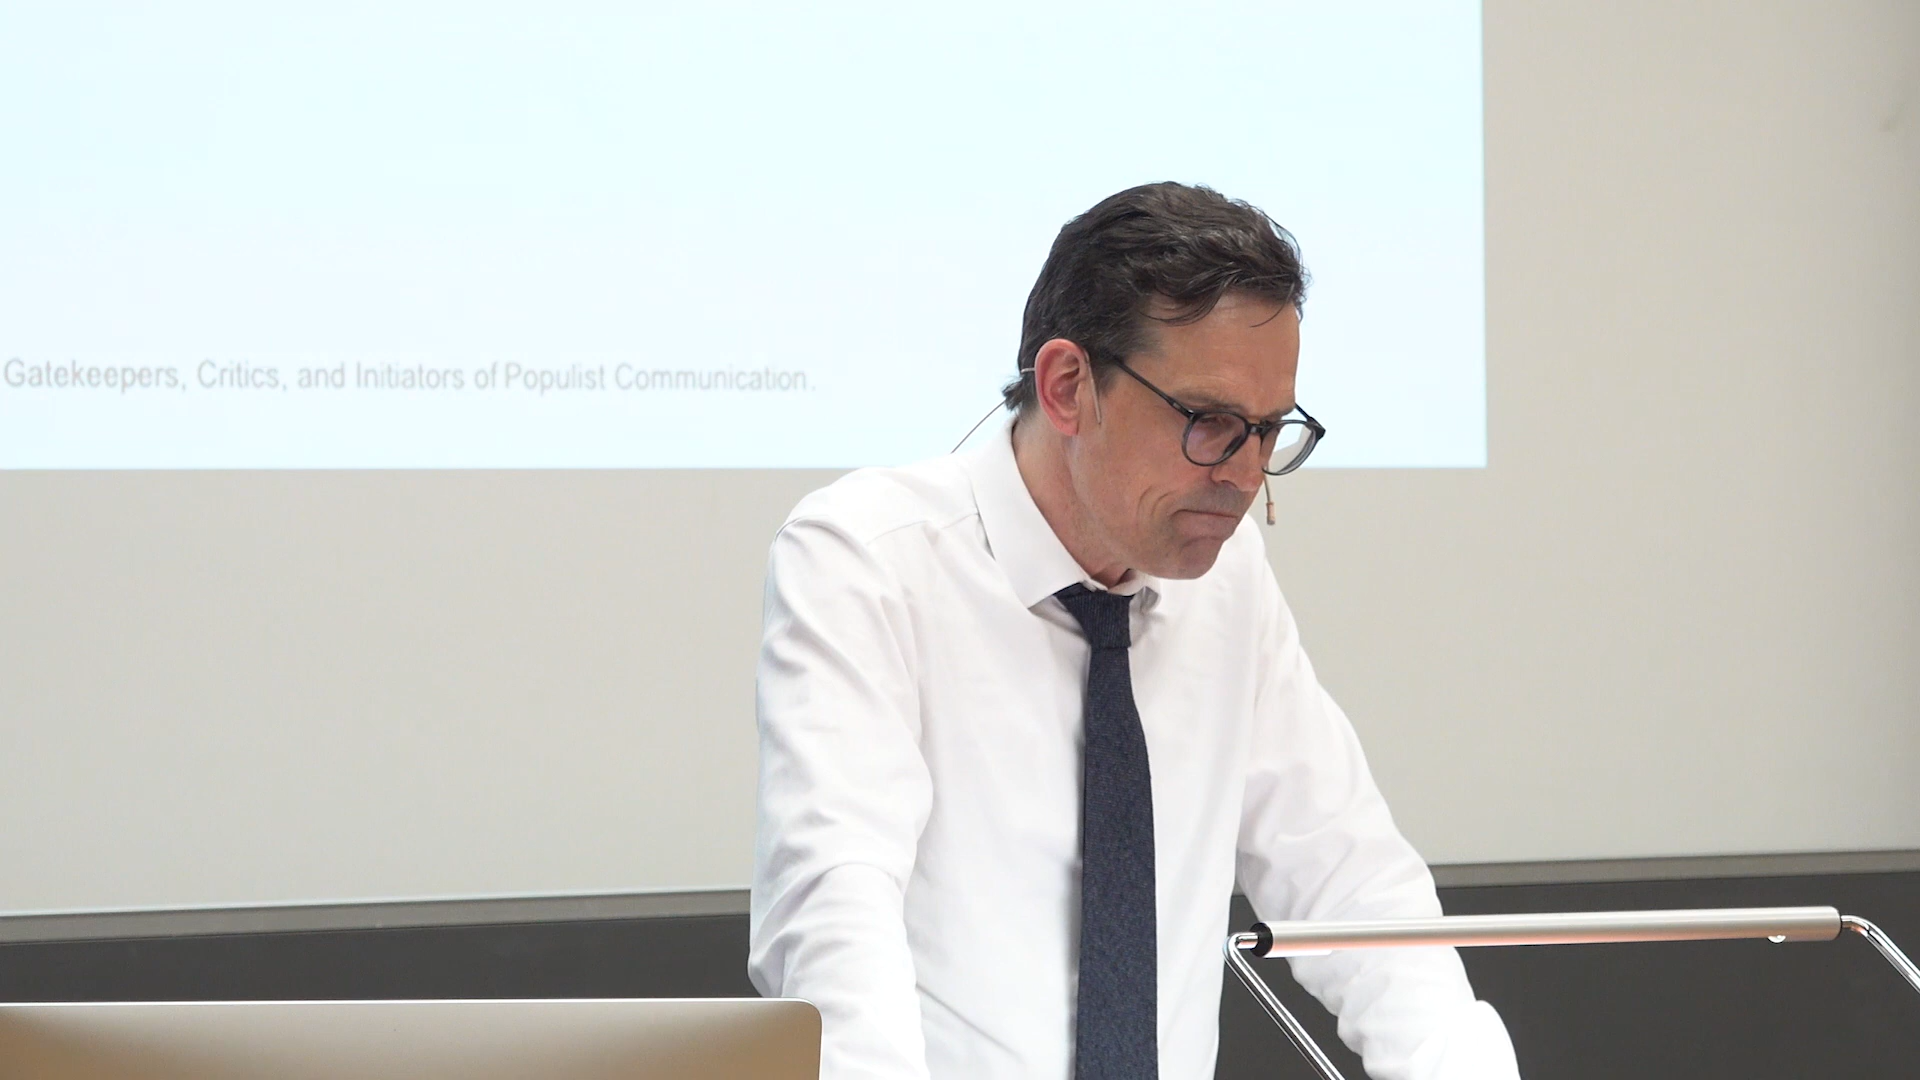 Gatekeepers, Critics, and Initiators of Populist Communication.